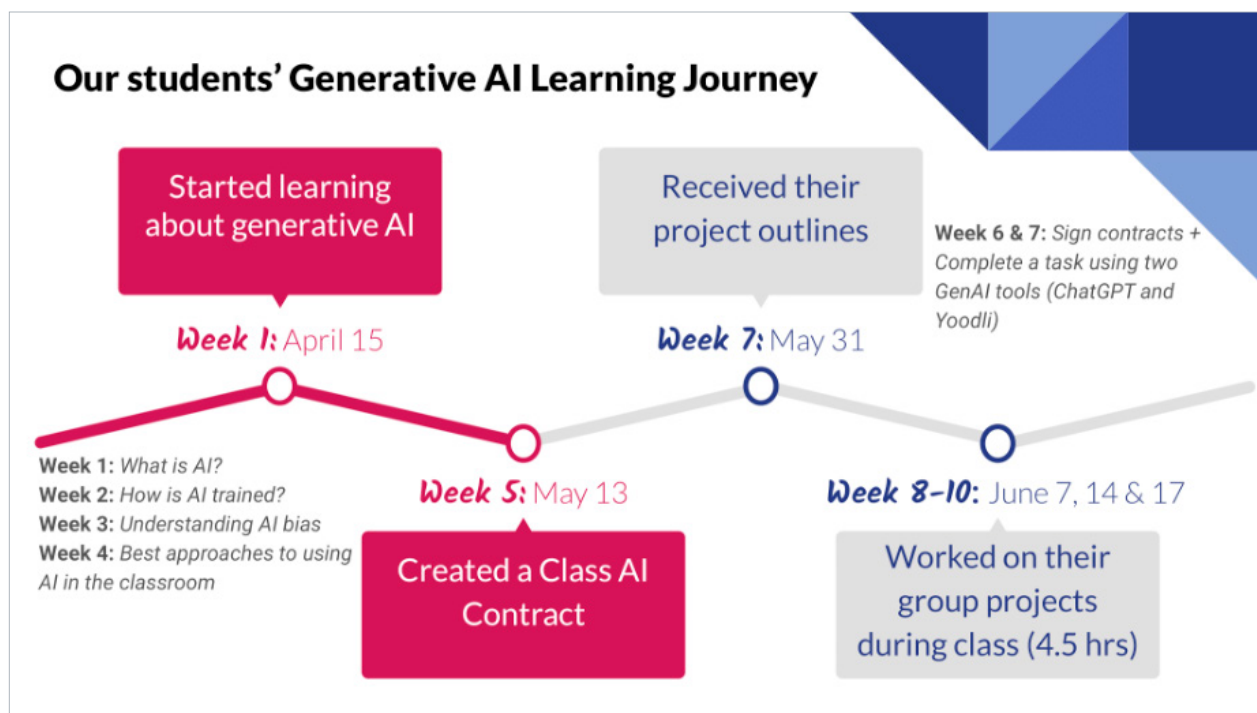 Our students’ Generative AI Learning Journey
Started learning
about generative AI
Week 1: April 15
Week 1: What is AI?
Week 2: How is AI trained?
Week 3: Understanding AI bias
Week 4: Best approaches to using
AI in the classroom
Week 5: May 13
Created a Class AI
Contract
Received their
project outlines
Week 7: May 31
Week 6 & 7: Sign contracts +
Complete a task using two
GenAI tools (ChatGPT and
Yoodli)
Week 8-10: June 7, 14 & 17
Worked on their
group projects
during class (4.5 hrs)